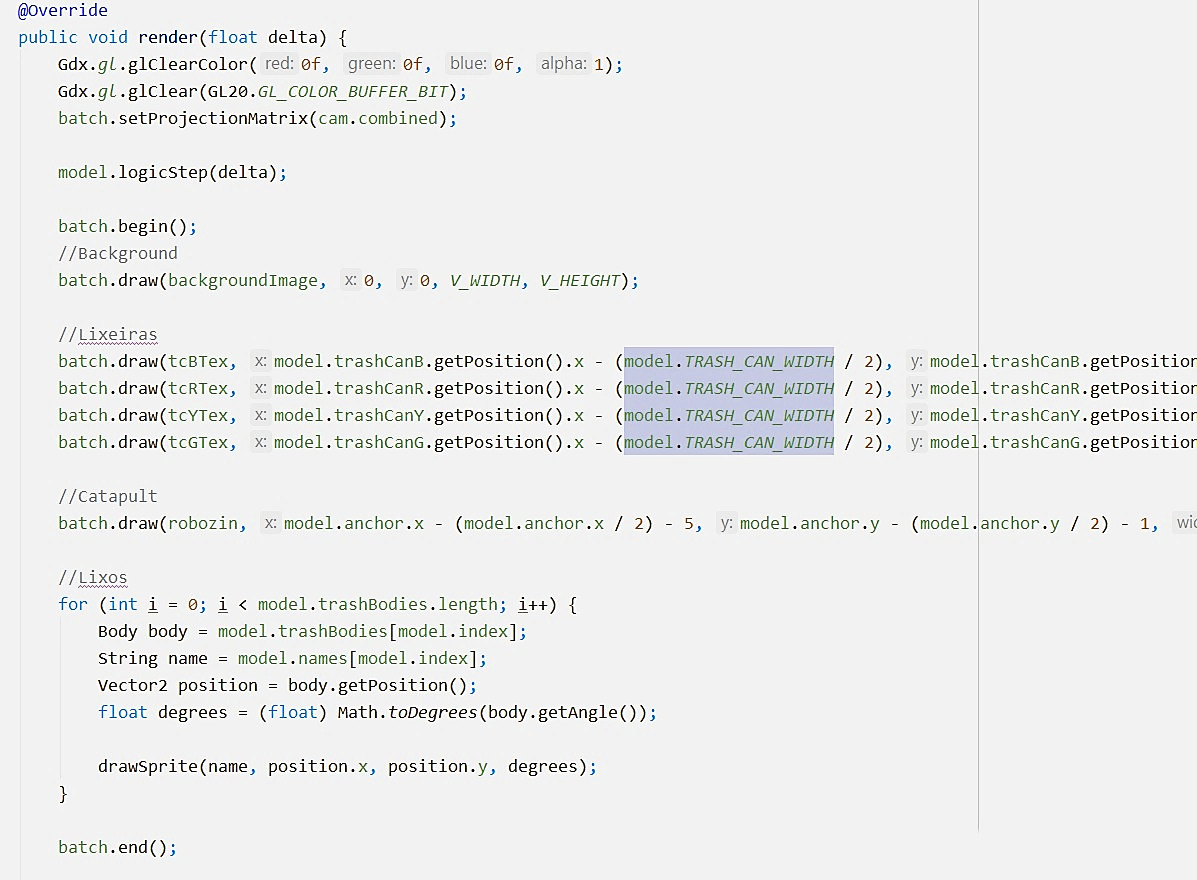 @Override
public void render(float delta) {
Gdx.gl.glClearColor( red: 0f, green: 0f, blue: 0f, alpha: 1);
Gdx.gl.glClear(GL20.GL_COLOR_BUFFER_BIT);
batch.setProjectionMatrix(cam.combined);
model.logicStep(delta);
batch.begin();
//Background
batch.draw(backgroundImage, x: 0, y: 0, V_WIDTH, V_HEIGHT);
//Lixeiras
batch.draw(tcBTex, x: model.trashCanB.getPosition().x - (model.TRASH_CAN_WIDTH / 2), y: model.trashCanB.getPosition
batch.draw(tcRTex, x: model.trashCanR.getPosition().x - (model.TRASH_CAN_WIDTH / 2), y: model.trashCanR.getPosition
batch.draw(tcYTex, x: model.trashCanY.getPosition().x - (model.TRASH_CAN_WIDTH / 2), y: model.trashCanY.getPosition
batch.draw(tcGTex, x: model.trashCanG.getPosition().x - (model.TRASH_CAN_WIDTH / 2), y: model.trashCanG.getPosition
//Catapult
batch.draw(robozin, x: model.anchor.x - (model.anchor.x / 2) - 5, y: model.anchor.y - (model.anchor.y / 2) - 1, wid
//Lixos
for (int i = 0; i < model.trashBodies.length; i++) {
Body body = model.trashBodies[model.index];
String name = model.names[model.index];
Vector2 position = body.getPosition();
float degrees = (float) Math.toDegrees(body.getAngle());
drawSprite(name, position.x, position.y, degrees);
}
batch.end();